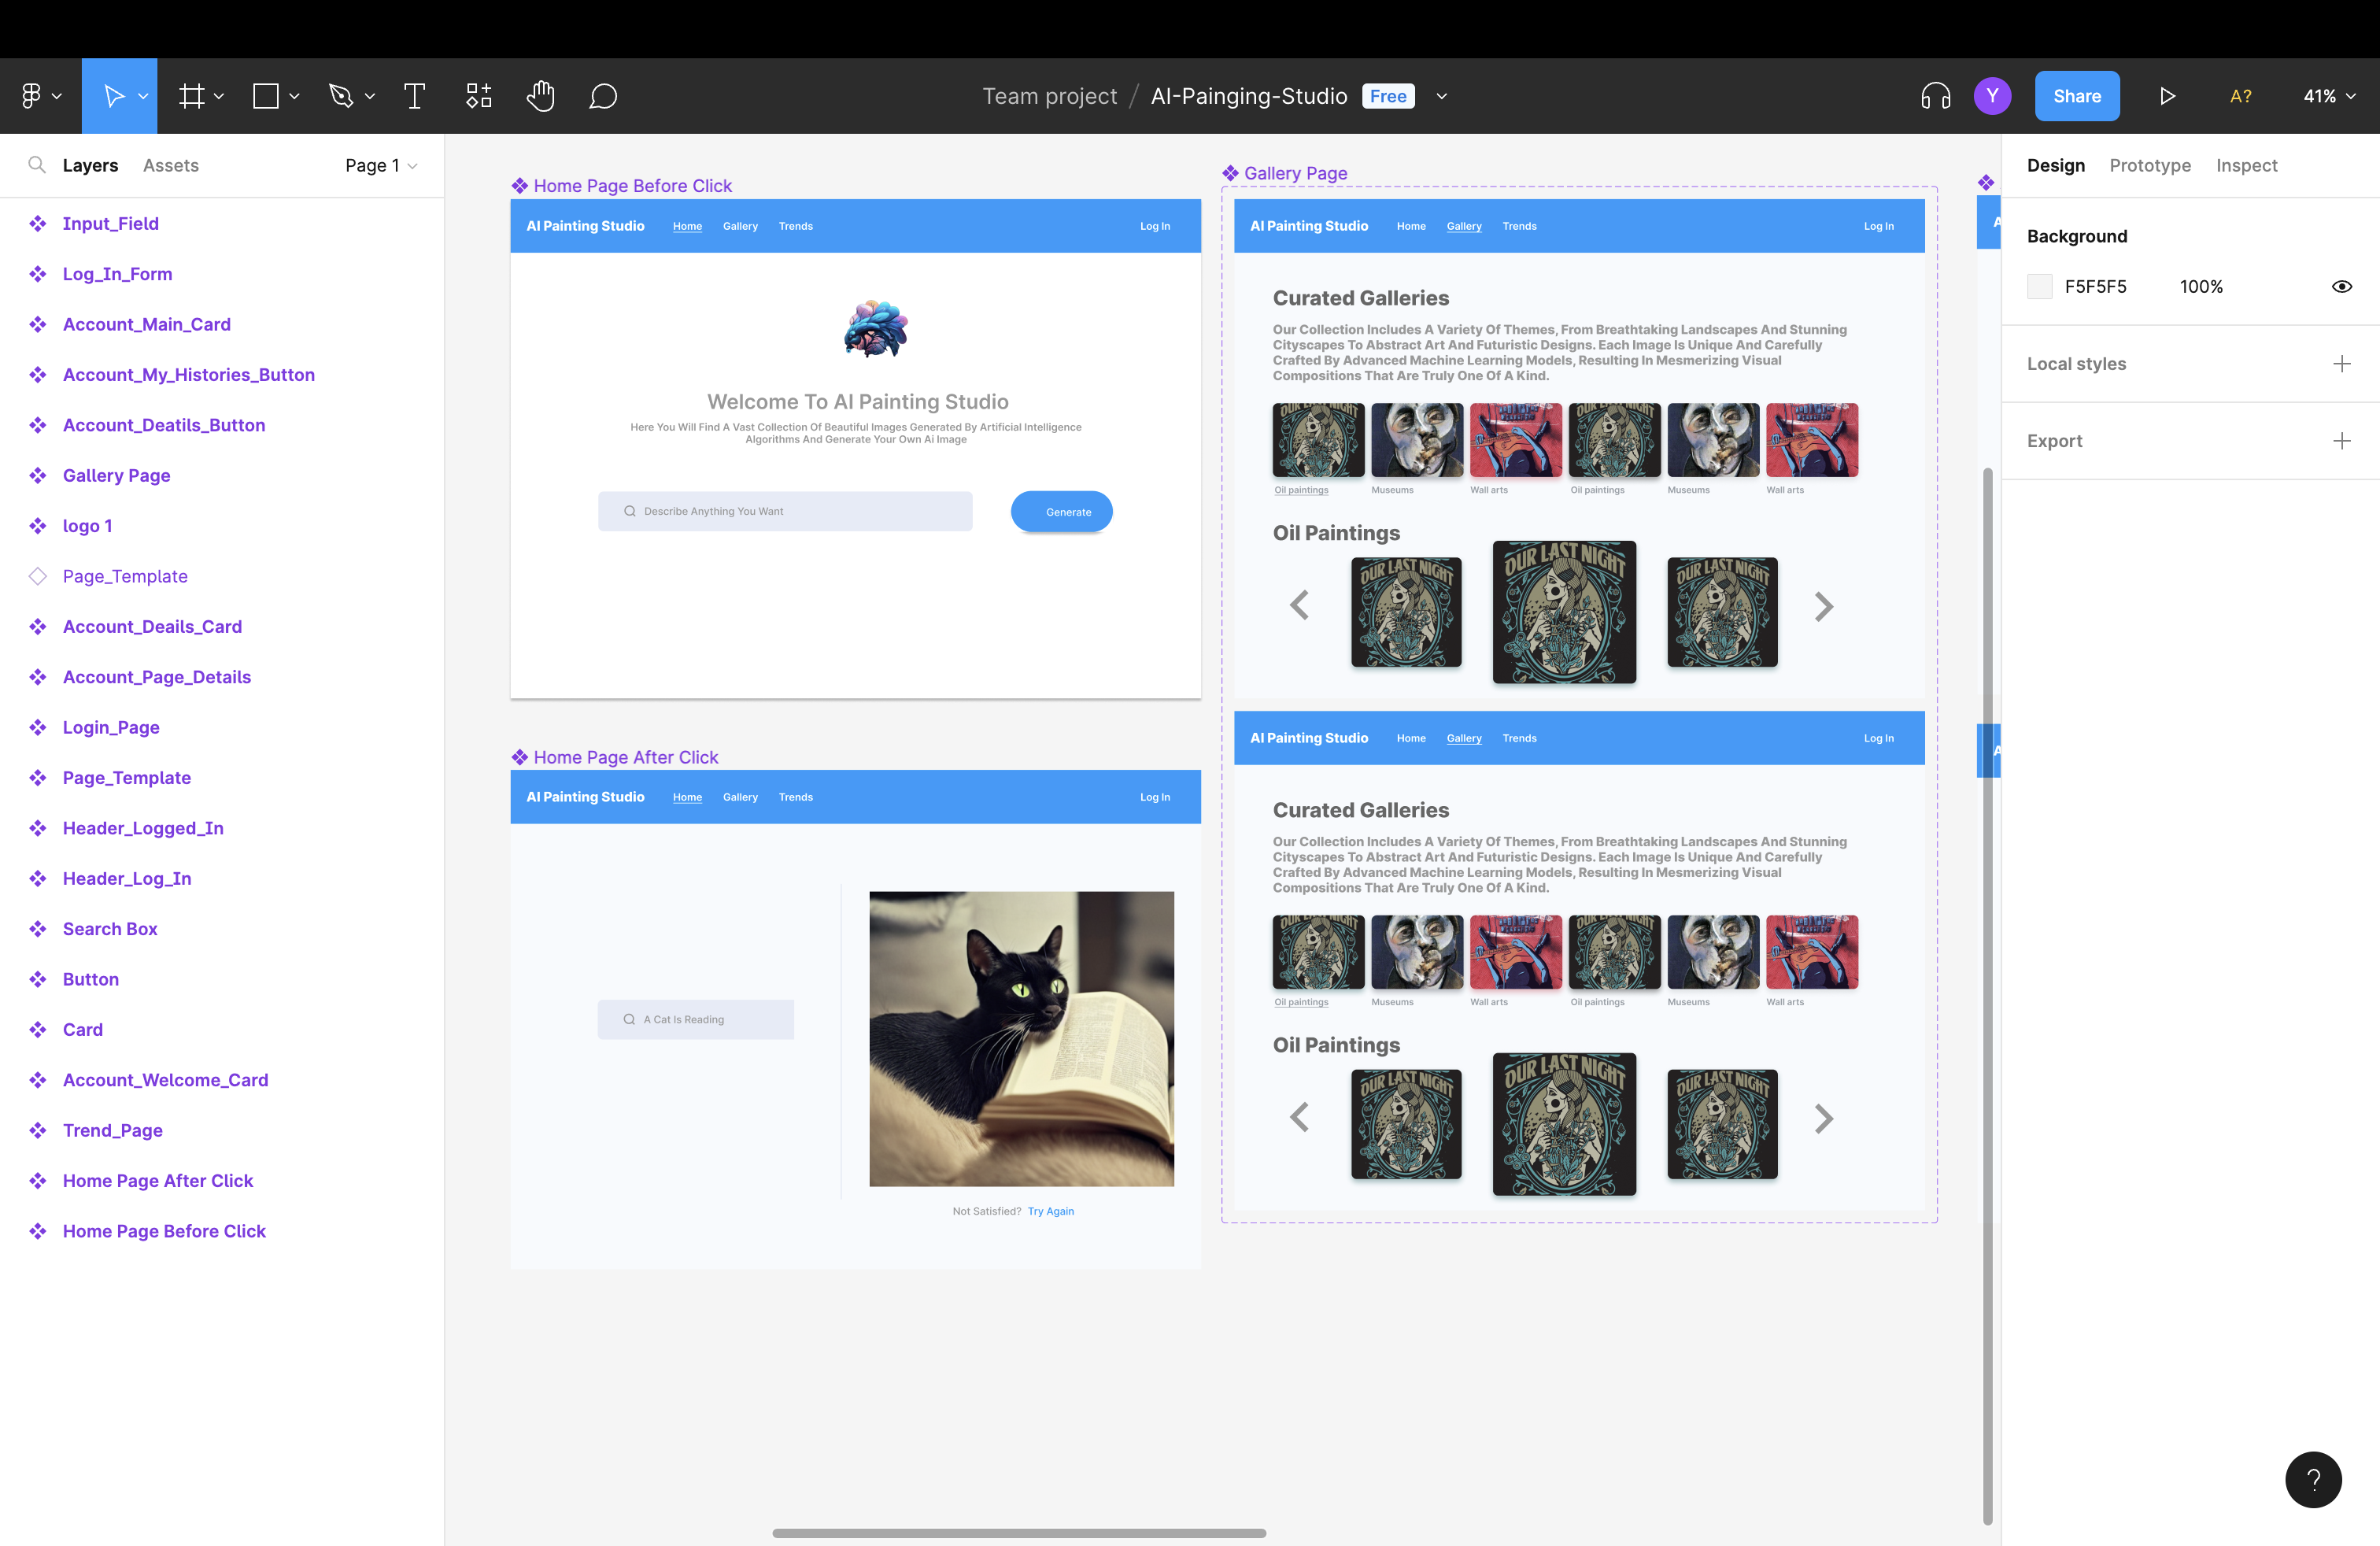 Team project / AI-Painging-Studio Free
Y
Share
A?
41%
Layers
Assets
Page 1
Input_Field
Log_In_Form
Account_Main_Card
Account_My_Histories_Button
Account_Deatils_Button
Gallery Page
logo 1
Page_Template
Account_Deails_Card
Account_Page_Details
Login_Page
Page_Template
Header_Logged_In
Header_Log_In
Search Box
Button
Card
Account_Welcome_Card
Trend_Page
Home Page After Click
Home Page Before Click
Home Page Before Click
AI Painting Studio
Home
Gallery
Trends
Log In
Welcome To AI Painting Studio
Here You Will Find A Vast Collection Of Beautiful Images Generated By Artificial Intelligence
Algorithms And Generate Your Own Ai Image
Describe Anything You Want
Generate
Home Page After Click
AI Painting Studio
Home
Gallery
Trends
Log In
A Cat Is Reading
Not Satisfied? Try Again
Gallery Page
AI Painting Studio
Home
Gallery
Trends
Log In
Curated Galleries
Our Collection Includes A Variety Of Themes, From Breathtaking Landscapes And Stunning
Cityscapes To Abstract Art And Futuristic Designs. Each Image Is Unique And Carefully
Crafted By Advanced Machine Learning Models, Resulting In Mesmerizing Visual
Compositions That Are Truly One Of A Kind.
Oil paintings
Museums
Wall arts
Oil paintings
Museums
Wall arts
Oil Paintings
OUR LAST NIGHT
OUR LAST NIGHT
OUR LAST NIGHT
AI Painting Studio
Home
Gallery
Trends
Log In
Curated Galleries
Our Collection Includes A Variety Of Themes, From Breathtaking Landscapes And Stunning
Cityscapes To Abstract Art And Futuristic Designs. Each Image Is Unique And Carefully
Crafted By Advanced Machine Learning Models, Resulting In Mesmerizing Visual
Compositions That Are Truly One Of A Kind.
Oil paintings
Museums
Wall arts
Oil paintings
Museums
Wall arts
Oil Paintings
OUR LAST NIGHT
OUR LAST NIGHT
OUR LAST NIGHT
Design
Prototype
Inspect
Background
F5F5F5
100%
Local styles
Export
?